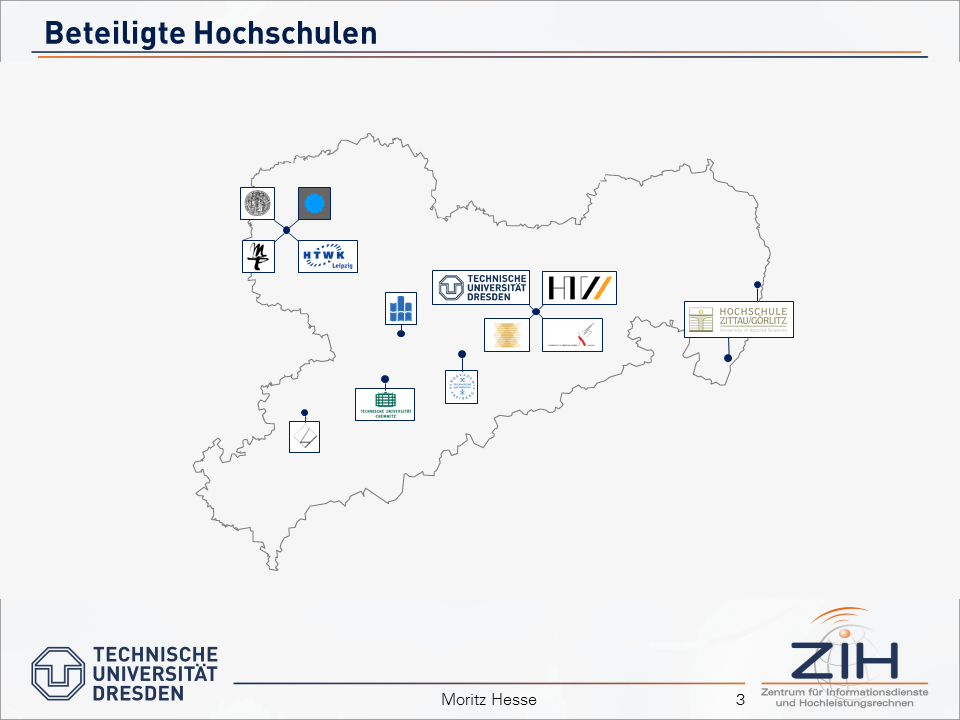 Beteiligte Hochschulen
HTWK
Leipzig
TECHNISCHE
UNIVERSITÄT
DRESDEN
HTW
HOCHSCHULE
ZITTAU/GÖRLITZ
University of Applied Sciences
TECHNISCHE UNIVERSITÄT
CHEMNITZ
TECHNISCHE
UNIVERSITÄT
DRESDEN
ZIH
Zentrum für Informationsdienste
und Hochleistungsrechnen
Moritz Hesse
3